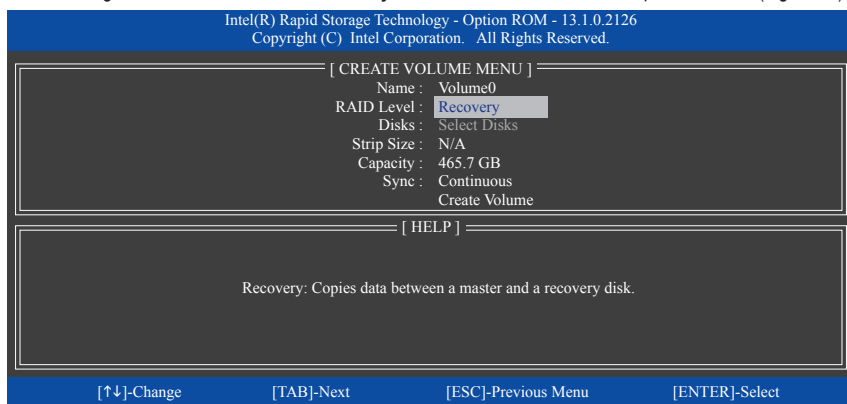 Intel(R) Rapid Storage Technology - Option ROM - 13.1.0.2126
Copyright (C) Intel Corporation. All Rights Reserved.
[ CREATE VOLUME MENU ]
Name : Volume0
RAID Level : Recovery
Disks : Select Disks
Strip Size : N/A
Capacity : 465.7 GB
Sync : Continuous
Create Volume
[ HELP ]
Recovery: Copies data between a master and a recovery disk.
[↑↓]-Change [TAB]-Next [ESC]-Previous Menu [ENTER]-Select